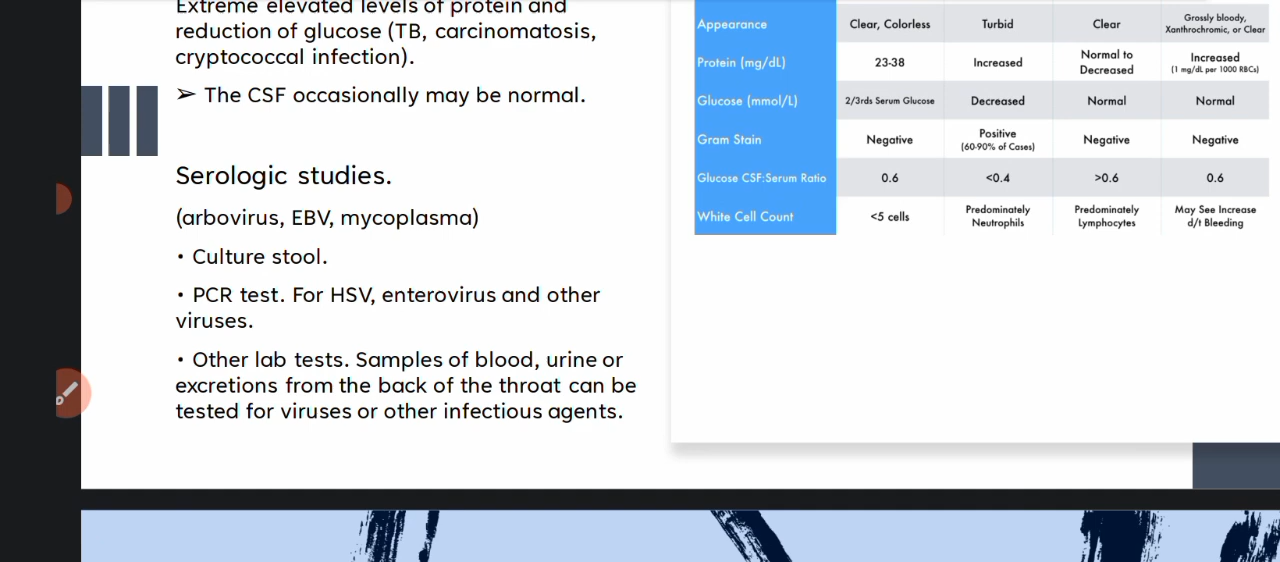 Extreme elevated levels of protein and
reduction of glucose (TB, carcinomatosis,
cryptococcal infection).
➢ The CSF occasionally may be normal.
Serologic studies.
(arbovirus, EBV, mycoplasma)
• Culture stool.
• PCR test. For HSV, enterovirus and other
viruses.
• Other lab tests. Samples of blood, urine or
excretions from the back of the throat can be
tested for viruses or other infectious agents.
Appearance Clear, Colorless Turbid Clear Grossly bloody, Xanthrochromic, or Clear
Protein (mg/dL) 23-38 Increased Normal to Decreased Increased (1 mg/dL per 1000 RBCs)
Glucose (mmol/L) 2/3rds Serum Glucose Decreased Normal Normal
Gram Stain Negative Positive (60-90% of Cases) Negative Negative
Glucose CSF:Serum Ratio 0.6 <0.4 >0.6 0.6
White Cell Count <5 cells Predominately Neutrophils Predominately Lymphocytes May See Increase d/t Bleeding